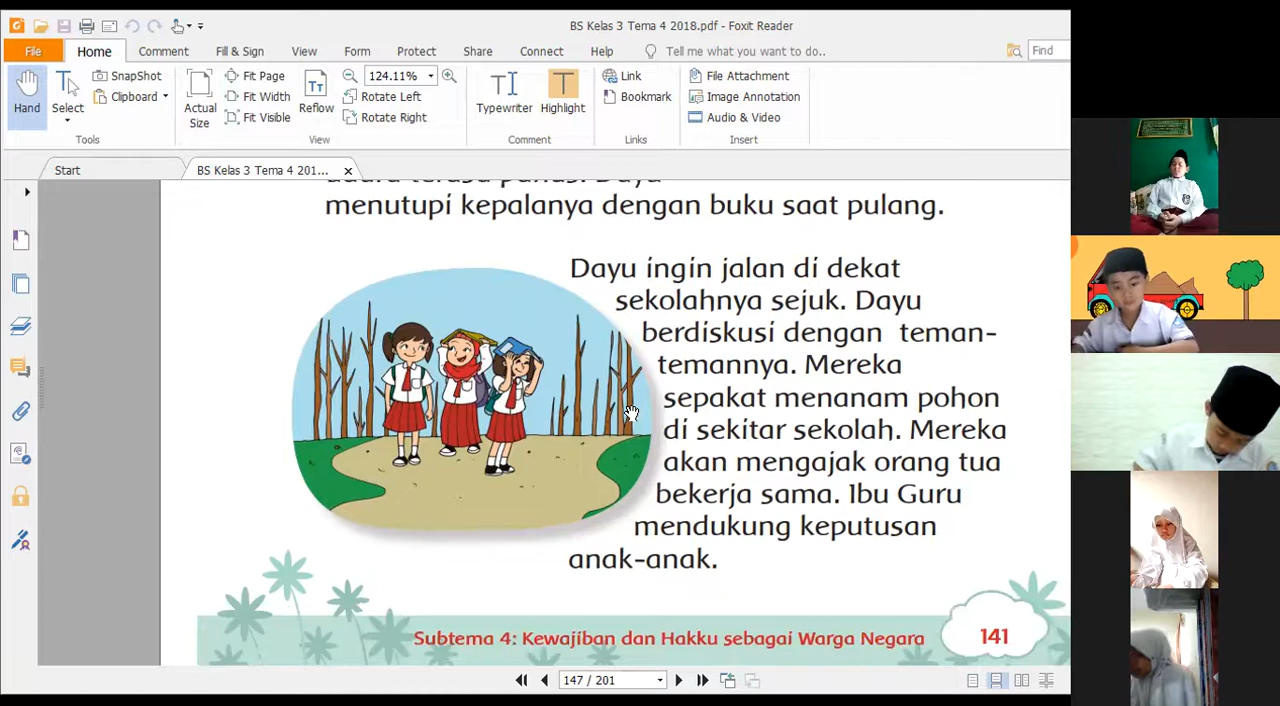 BS Kelas 3 Tema 4 2018.pdf - Foxit Reader
File Home Comment Fill & Sign View Form Protect Share Connect Help Tell me what you want to do.. Find
Hand
Select
SnapShot
Clipboard
Tools
Actual Size
Fit Page
Fit Width
Fit Visible
Reflow
124.11%
Rotate Left
Rotate Right
View
Typewriter
Highlight
Comment
Link
Bookmark
Links
File Attachment
Image Annotation
Audio & Video
Insert
Start BS Kelas 3 Tema 4 201...
udara terasa panas. Dayu
menutupi kepalanya dengan buku saat pulang.
Dayu ingin jalan di dekat
sekolahnya sejuk. Dayu
berdiskusi dengan teman-
temannya. Mereka
sepakat menanam pohon
di sekitar sekolah. Mereka
akan mengajak orang tua
bekerja sama. Ibu Guru
mendukung keputusan
anak-anak.
Subtema 4: Kewajiban dan Hakku sebagai Warga Negara
141
147 / 201